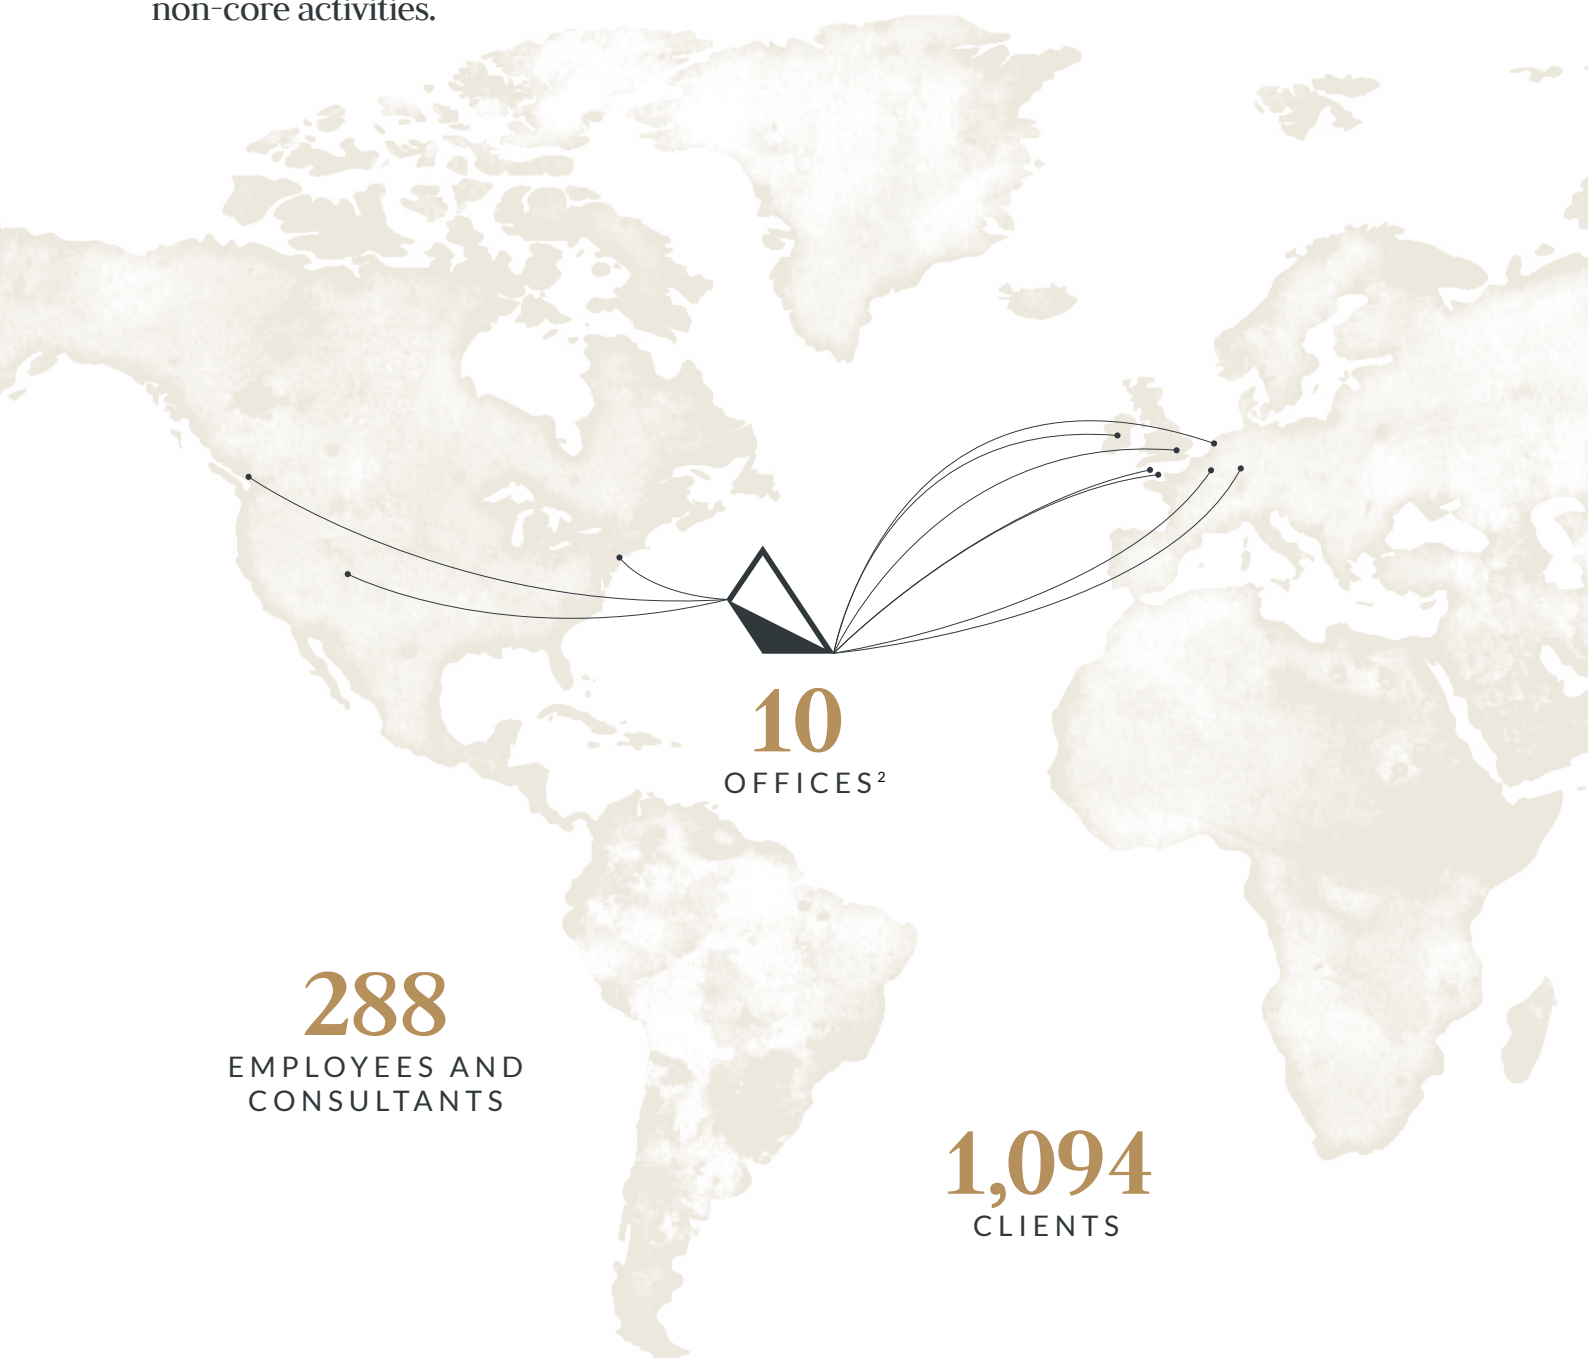 non-core activities.
10
OFFICES²
288
EMPLOYEES AND
CONSULTANTS
1,094
CLIENTS